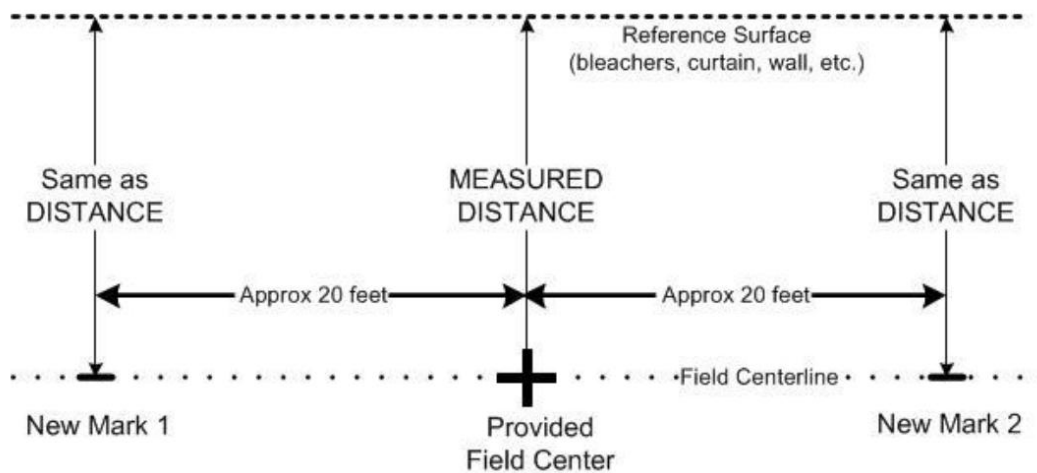 Reference Surface
(bleachers, curtain, wall, etc.)
Same as
DISTANCE
MEASURED
DISTANCE
Same as
DISTANCE
Approx 20 feet
Approx 20 feet
Field Centerline
New Mark 1
Provided
Field Center
New Mark 2